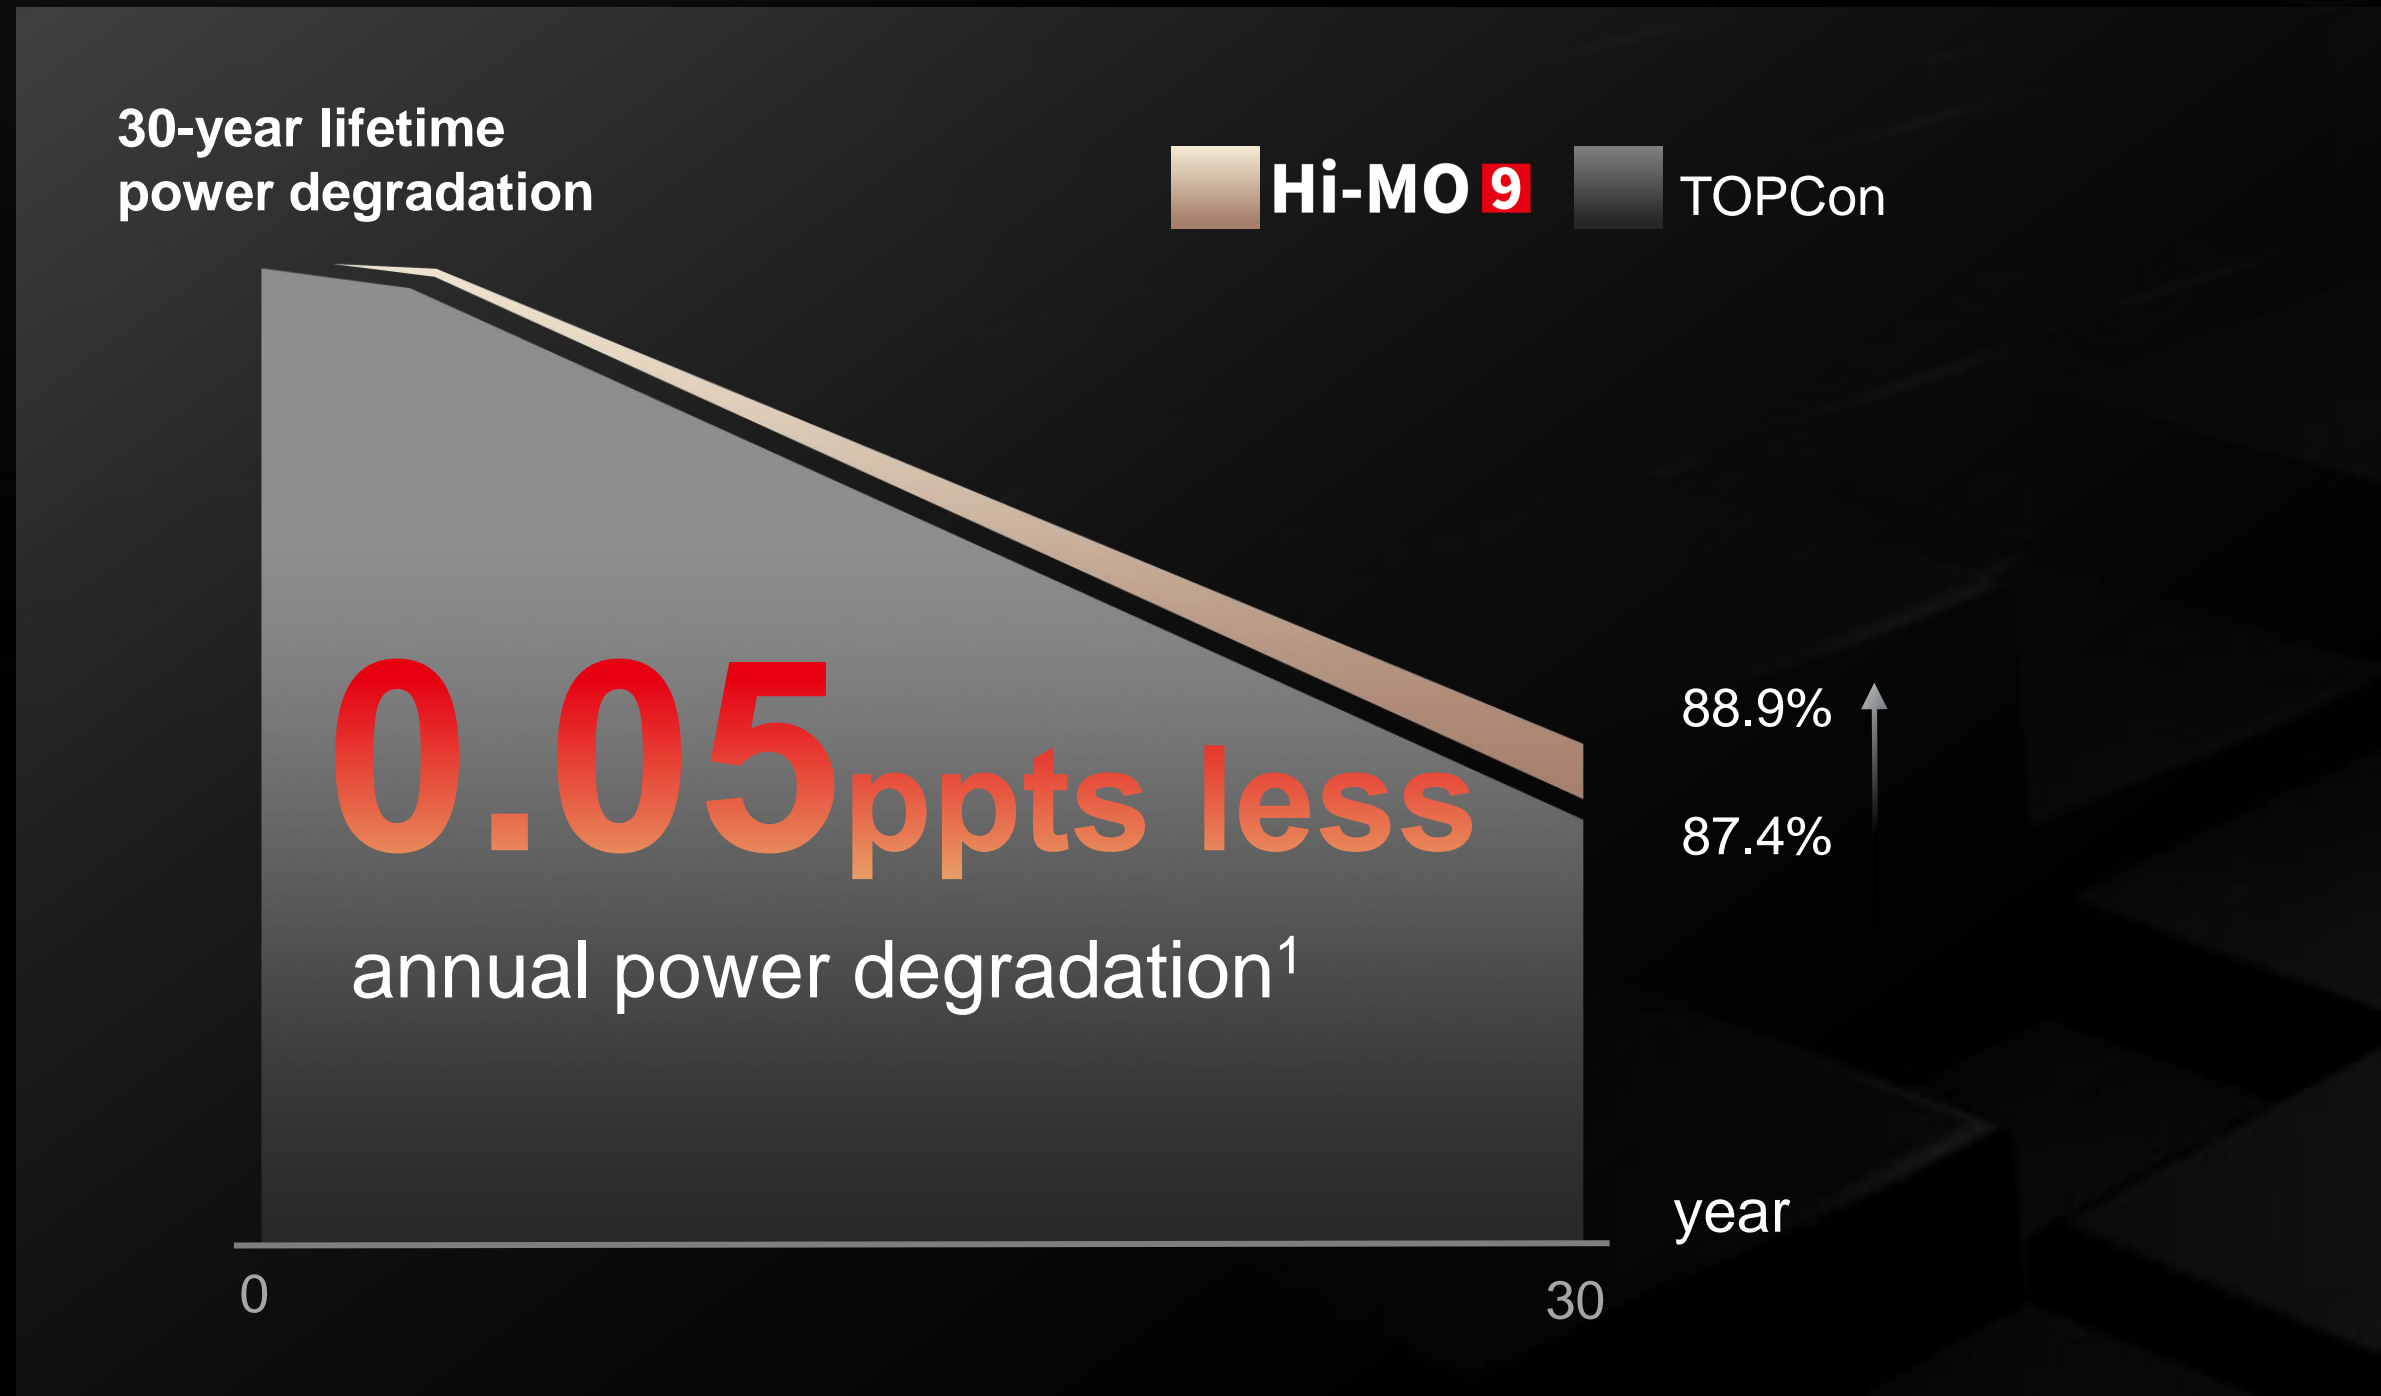 30-year lifetime
power degradation
Hi-MO 9
TOPCon
0.05ppts less
annual power degradation¹
88.9%
87.4%
year
0
30